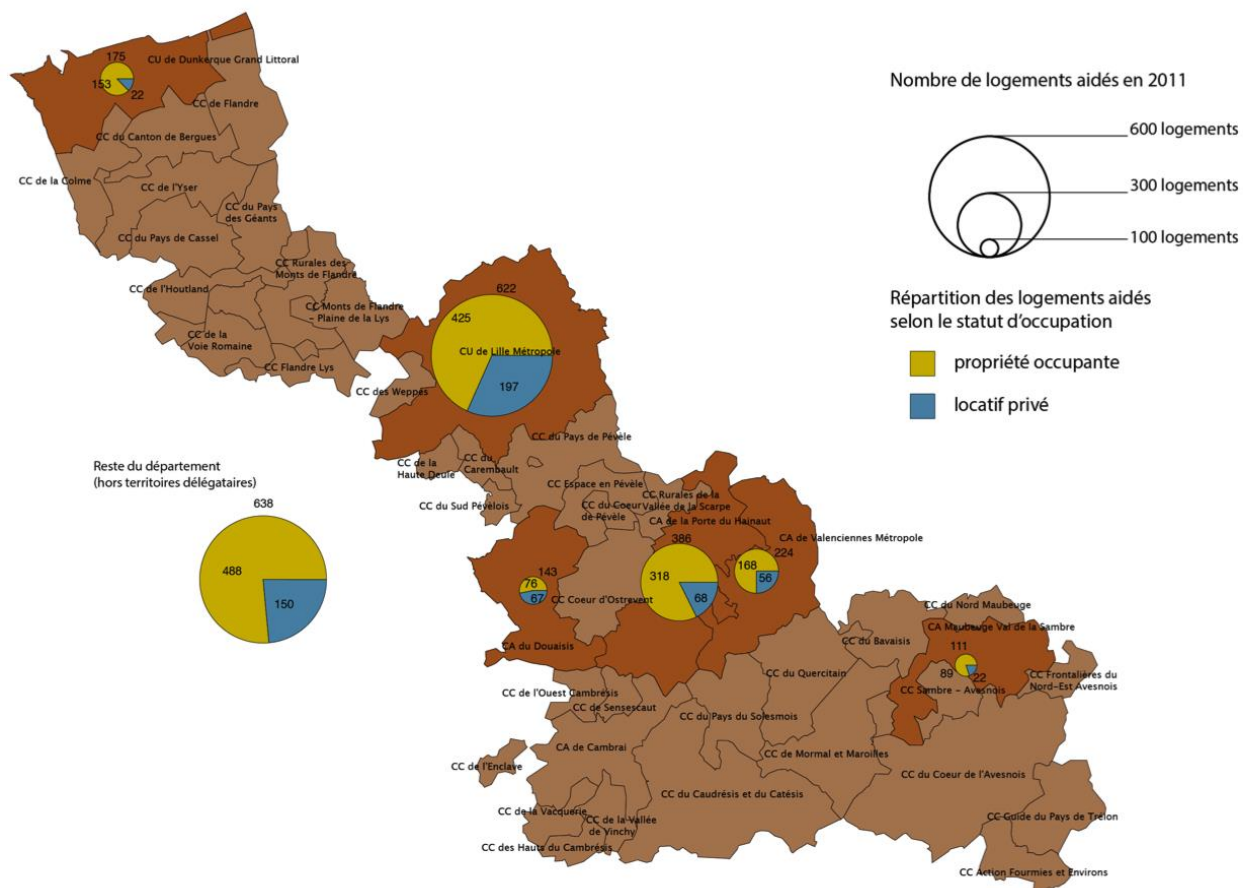 175
CU de Dunkerque Grand Littoral
153
22
CC de Flandre
CC du Canton de Bergues
CC de la Colme
CC de l'Yser
CC du Pays
des Géants
CC du Pays de Cassel
CC Rurales des
Monts de Flandre
CC de l'Houtland
CC Monts de Flandre
- Plaine de la Lys
CC de la
Voie Romaine
CC Flandre Lys
Nombre de logements aidés en 2011
600 logements
300 logements
100 logements
Répartition des logements aidés
selon le statut d'occupation
propriété occupante
locatif privé
622
425
CU de Lille Métropole
197
CC des Weppes
CC du Pays de Pévèle
CC de la
Haute Deule
CC du
Carembault
CC du Sud Pévélois
CC Espace en Pévèle
CC du Coeur
de Pévèle
CC Rurales de la
Vallée de la Scarpe
CA de la Porte du Hainaut
386
318
68
CA de Valenciennes Métropole
224
168
56
Reste du département
(hors territoires délégataires)
638
488
150
143
76
67
CC Coeur d'Ostrevent
CA du Douaisis
CC du Nord Maubeuge
CA Maubeuge Val de la Sambre
111
89
22
CC du Bavaisis
CC Sambre - Avesnois
CC Frontalières du
Nord-Est Avesnois
CC du Quercitain
CC de l'Ouest Cambrésis
CC de Sensescaut
CC du Pays du Solesmois
CA de Cambrai
CC de Mormal et Maroilles
CC de l'Enclave
CC du Coeur de l'Avesnois
CC du Caudrésis et du Catésis
CC de la Vacquerie
CC de la Vallée
de Vinchy
CC des Hauts du Cambrésis
CC Guide du Pays de Trélon
CC Action Fourmies et Environs